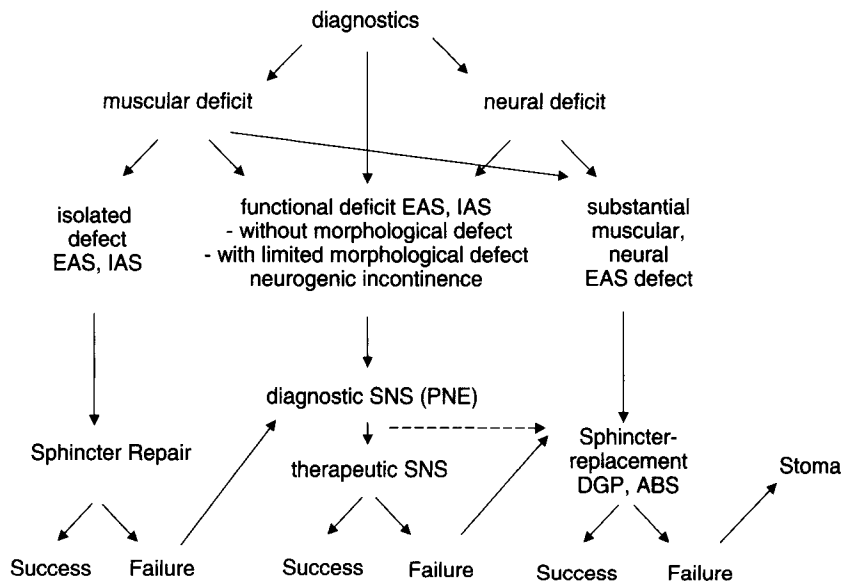 diagnostics
muscular deficit
neural deficit
isolated
defect
EAS, IAS
functional deficit EAS, IAS
- without morphological defect
- with limited morphological defect
neurogenic incontinence
substantial
muscular,
neural
EAS defect
diagnostic SNS (PNE)
Sphincter Repair
therapeutic SNS
Sphincter-
replacement
DGP, ABS
Stoma
Success
Failure
Success
Failure
Success
Failure